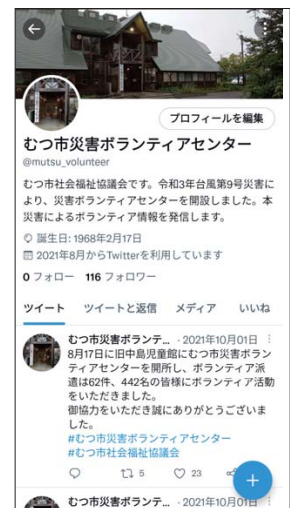 プロフィールを編集
むつ市災害ボランティアセンター
@mutsu_volunteer
むつ市社会福祉協議会です。令和3年台風第9号災害に
より、災害ボランティアセンターを開設しました。本
災害によるボランティア情報を発信します。
誕生日: 1968年2月17日
2021年8月からTwitterを利用しています
0 フォロー 116 フォロワー
ツイート ツイートと返信 メディア いいね
むつ市災害ボランテ... ・2021年10月01日
8月17日に旧中島児童館にむつ市災害ボラン
ティアセンターを開所し、ボランティア派
遣は62件、442名の皆様にボランティア活動
をいただきました。
御協力をいただき誠にありがとうございま
した。
#むつ市災害ボランティアセンター
#むつ市社会福祉協議会
5 23
むつ市災害ボランテ... ・2021年10月01日